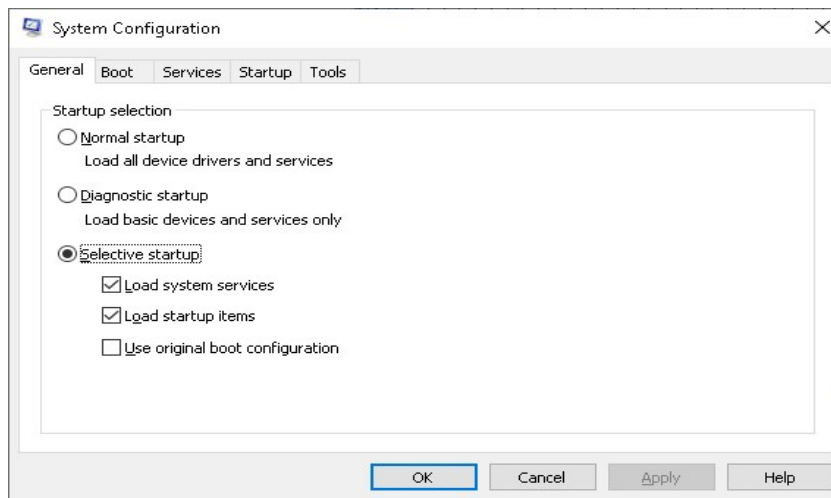 System Configuration
General Boot Services Startup Tools
Startup selection
Normal startup
Load all device drivers and services
Diagnostic startup
Load basic devices and services only
Selective startup
Load system services
Load startup items
Use original boot configuration
OK Cancel Apply Help